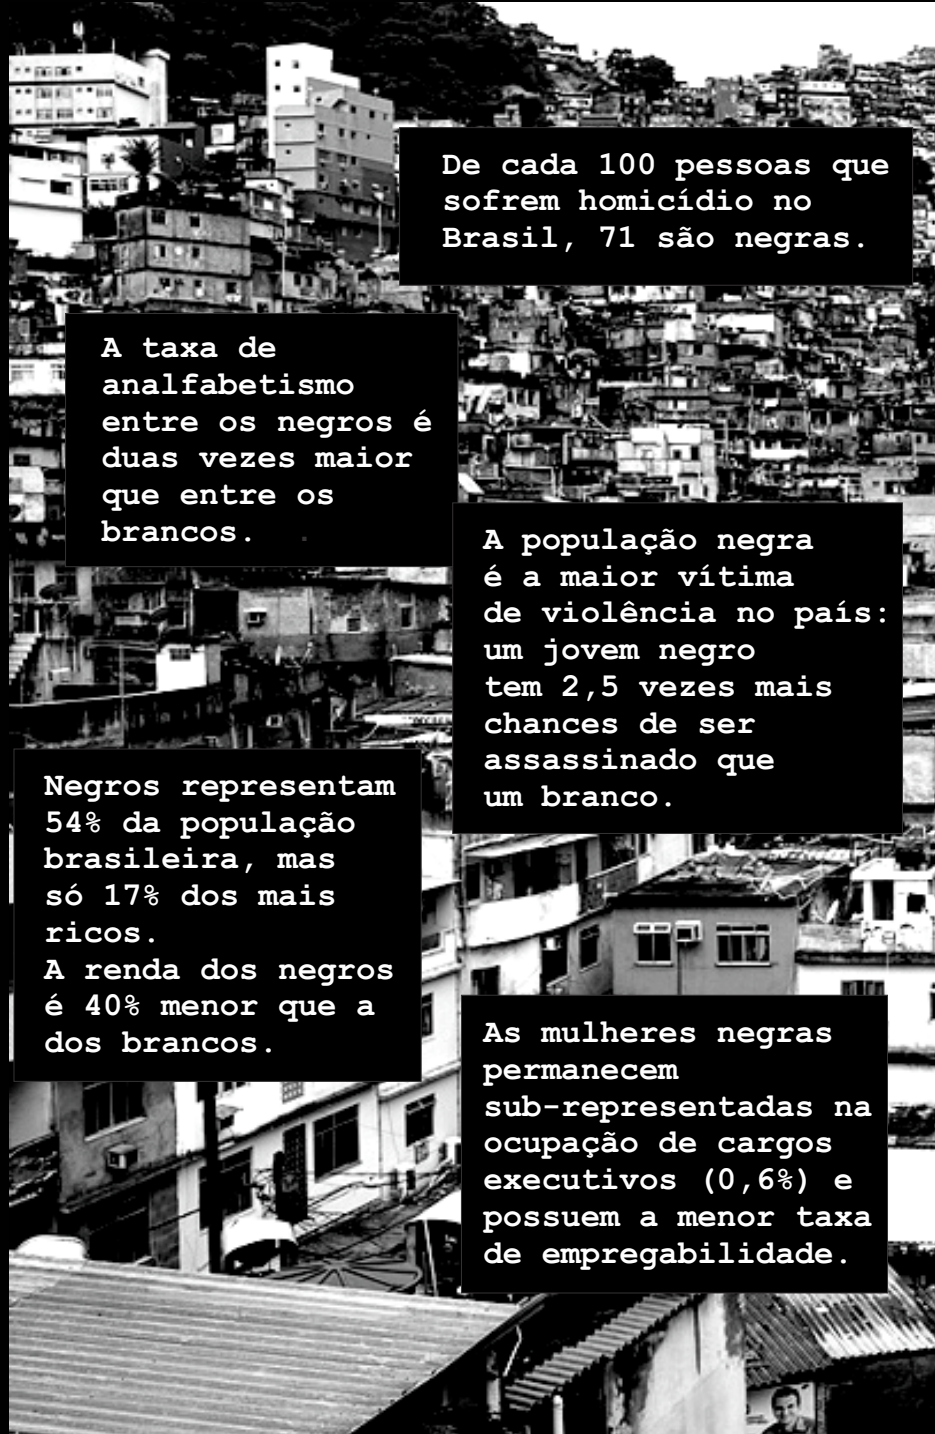 De cada 100 pessoas que
sofrem homicídio no
Brasil, 71 são negras.
A taxa de
analfabetismo
entre os negros é
duas vezes maior
que entre os
brancos.
A população negra
é a maior vítima
de violência no país:
um jovem negro
tem 2,5 vezes mais
chances de ser
assassinado que
um branco.
Negros representam
54% da população
brasileira, mas
só 17% dos mais
ricos.
A renda dos negros
é 40% menor que a
dos brancos.
As mulheres negras
permanecem
sub-representadas na
ocupação de cargos
executivos (0,6%) e
possuem a menor taxa
de empregabilidade.